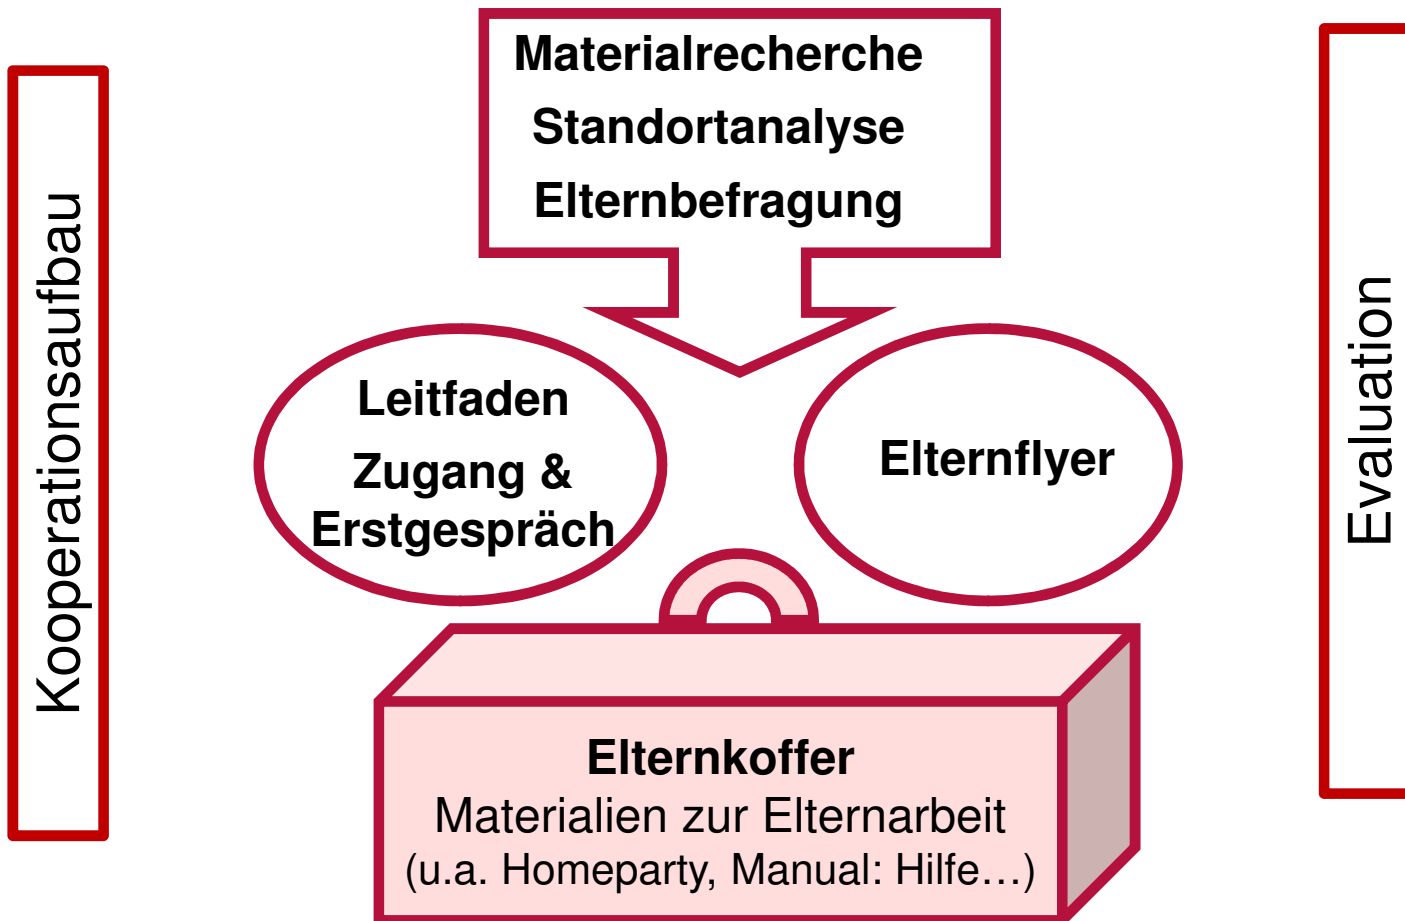 Kooperationsaufbau
Materialrecherche
Standortanalyse
Elternbefragung
Leitfaden
Zugang &
Erstgespräch
Elternflyer
Elternkoffer
Materialien zur Elternarbeit
(u.a. Homeparty, Manual: Hilfe…)
Evaluation